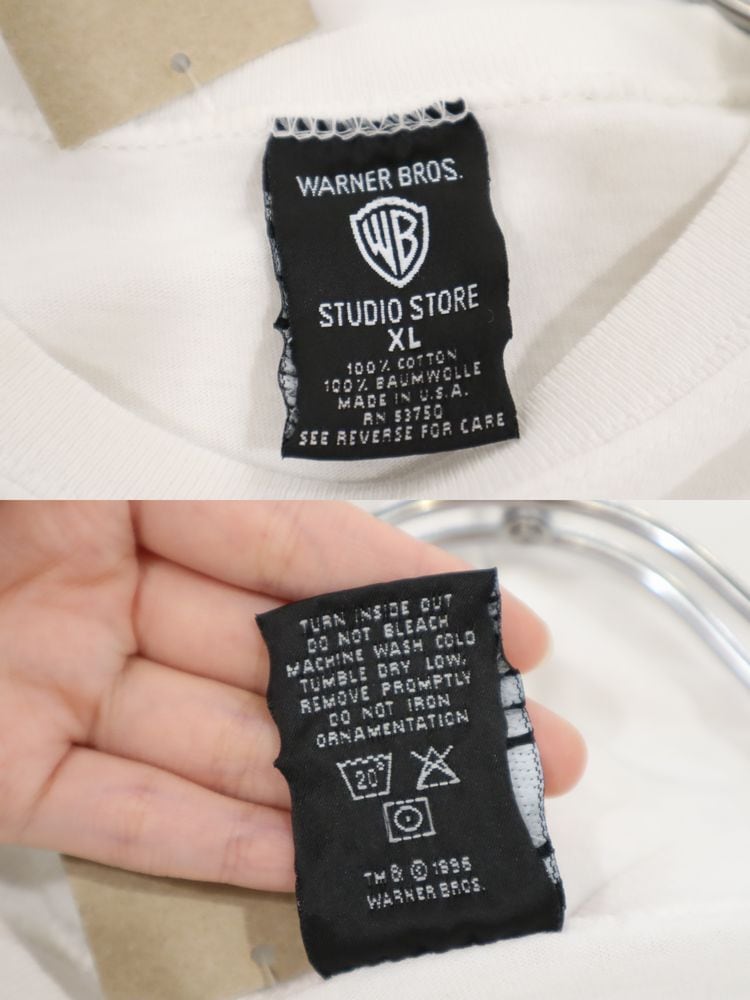 WARNER BROS.
WB
STUDIO STORE
XL
100% COTTON
100% BAUMWOLLE
MADE IN U.S.A.
RN 53750
SEE REVERSE FOR CARE
TURN INSIDE OUT
DO NOT BLEACH
MACHINE WASH COLD
TUMBLE DRY LOW.
REMOVE PROMPTLY
DO NOT IRON
ORNAMENTATION
20°
TM & © 1996
WARNER BROS.